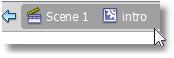 Scene 1 intro